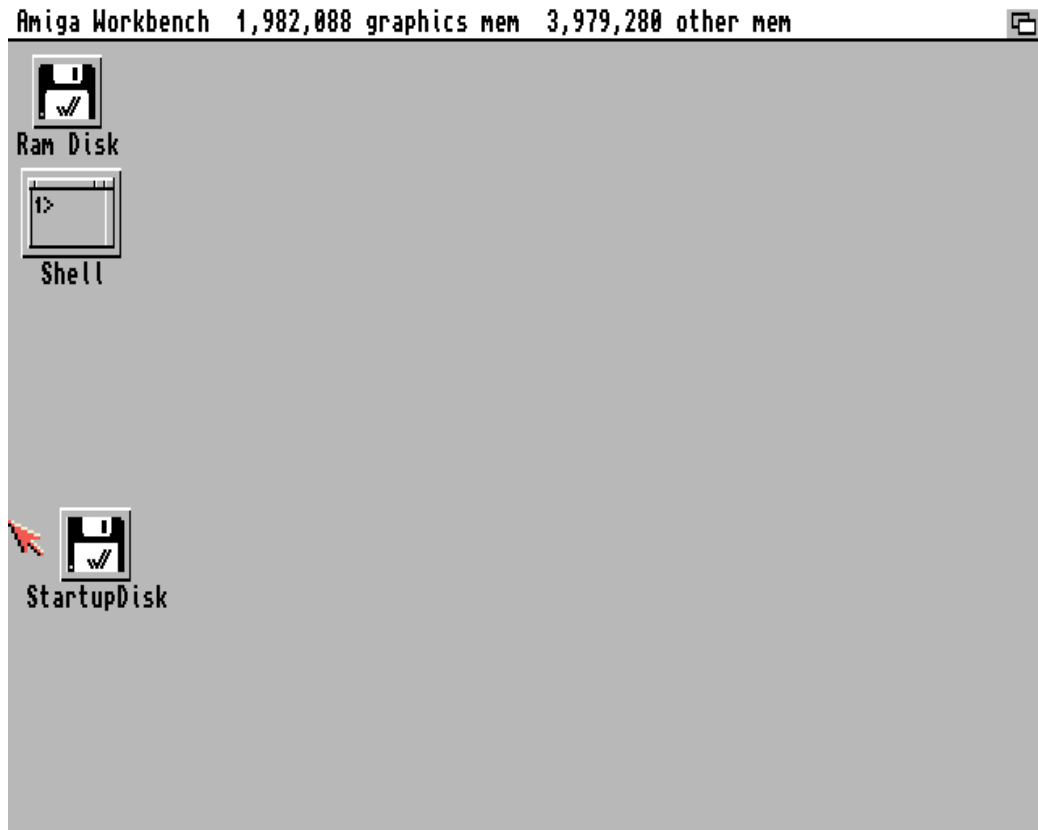 Amiga Workbench 1,982,088 graphics mem 3,979,280 other mem
Ram Disk
1>
Shell
StartupDisk